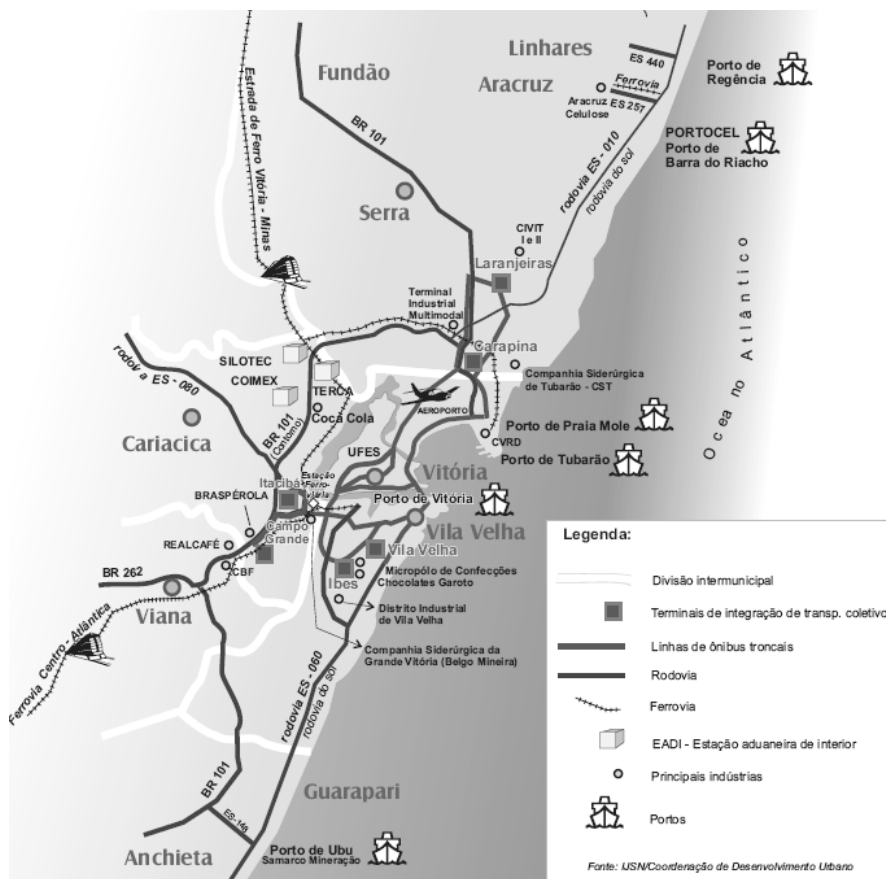 Linhares
ES 440
Porto de
Regência
Fundão
Aracruz
Ferrovia
ES 257
Aracruz
Celulose
Estrada de Ferro Vitória - Minas
BR 101
rodovia ES - 010
rodovia do sol
PORTOCEL
Porto de
Barra do Riacho
Serra
CIVIT
I e II
Laranjeiras
Oceano Atlântico
Terminal
Industrial
Multimodal
Carapina
rodovia ES - 080
SILOTEC
COIMEX
TERCA
Companhia Siderúrgica
de Tubarão - CST
AEROPORTO
Coca Cola
BR 101
(Contorno)
Cariacica
CVRD
Porto de Praia Mole
UFES
Vitória
Porto de Tubarão
Itacibá
Estação
Ferro-
viária
BRASPÉROLA
Porto de Vitória
Campo
Grande
Vila Velha
REALCAFÉ
Vila Velha
CBF
BR 262
Ibes
Micropólo de Confecções
Chocolates Garoto
Viana
Distrito Industrial
de Vila Velha
Ferrovia Centro-Atlântica
Companhia Siderúrgica da
Grande Vitória (Belgo Mineira)
rodovia ES - 060
rodovia do sol
BR 101
Guarapari
ES-146
Anchieta
Porto de Ubu
Samarco Mineração
Legenda:
Divisão intermunicipal
Terminais de integração de transp. coletivo
Linhas de ônibus troncais
Rodovia
Ferrovia
EADI - Estação aduaneira de interior
Principais indústrias
Portos
Fonte: IJSN/Coordenação de Desenvolvimento Urbano